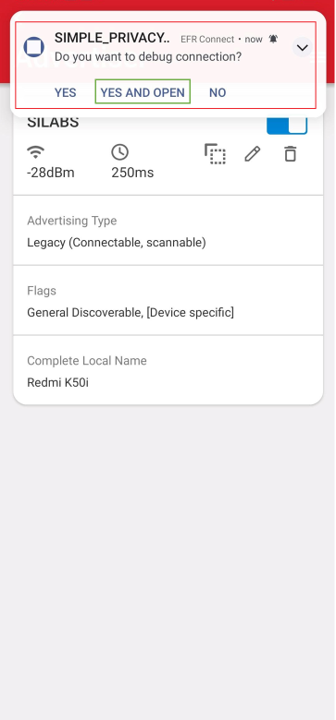 SIMPLE_PRIVACY.. EFR Connect • now
Do you want to debug connection?
YES YES AND OPEN NO
SILABS
-28dBm 250ms
Advertising Type
Legacy (Connectable, scannable)
Flags
General Discoverable, [Device specific]
Complete Local Name
Redmi K50i